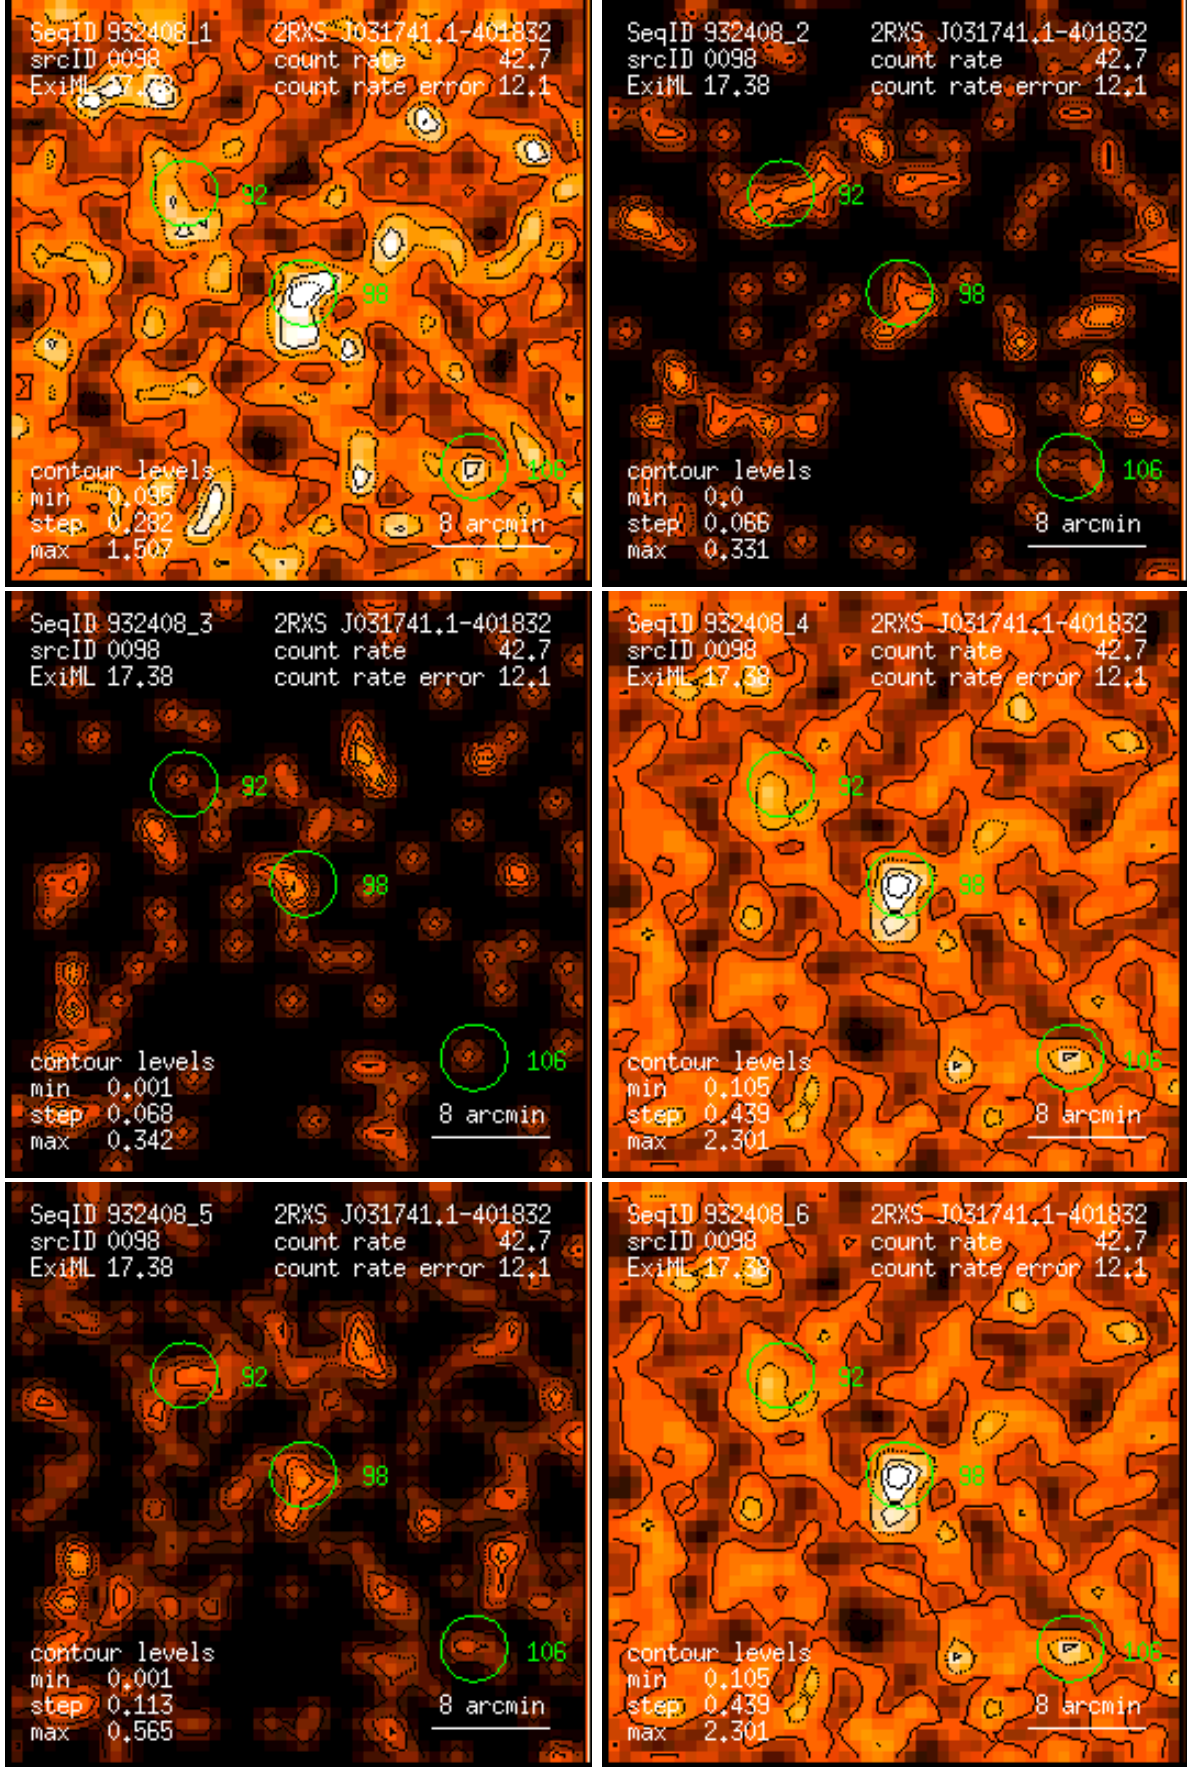 SeqID 932408_1 2RXS J031741.1-401832
srcID 0098 count rate 42.7
ExiML 17.38 count rate error 12.1
92
98
106
contour levels
min 0.095
step 0.282
max 1.507
8 arcmin
SeqID 932408_2 2RXS J031741.1-401832
srcID 0098 count rate 42.7
ExiML 17.38 count rate error 12.1
92
98
106
contour levels
min 0.0
step 0.066
max 0.331
8 arcmin
SeqID 932408_3 2RXS J031741.1-401832
srcID 0098 count rate 42.7
ExiML 17.38 count rate error 12.1
92
98
106
contour levels
min 0.001
step 0.068
max 0.342
8 arcmin
SeqID 932408_4 2RXS J031741.1-401832
srcID 0098 count rate 42.7
ExiML 17.38 count rate error 12.1
92
98
106
contour levels
min 0.105
step 0.439
max 2.301
8 arcmin
SeqID 932408_5 2RXS J031741.1-401832
srcID 0098 count rate 42.7
ExiML 17.38 count rate error 12.1
92
98
106
contour levels
min 0.001
step 0.113
max 0.565
8 arcmin
SeqID 932408_6 2RXS J031741.1-401832
srcID 0098 count rate 42.7
ExiML 17.38 count rate error 12.1
92
98
106
contour levels
min 0.105
step 0.439
max 2.301
8 arcmin